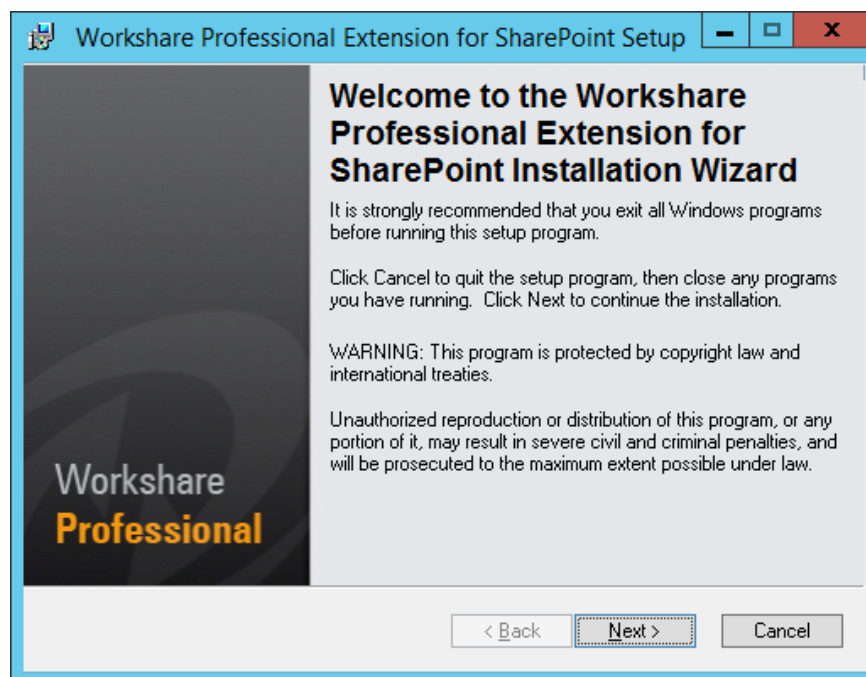 Workshare Professional Extension for SharePoint Setup
Welcome to the Workshare
Professional Extension for
SharePoint Installation Wizard
It is strongly recommended that you exit all Windows programs
before running this setup program.
Click Cancel to quit the setup program, then close any programs
you have running. Click Next to continue the installation.
WARNING: This program is protected by copyright law and
international treaties.
Unauthorized reproduction or distribution of this program, or any
portion of it, may result in severe civil and criminal penalties, and
will be prosecuted to the maximum extent possible under law.
Workshare
Professional
< Back
Next >
Cancel